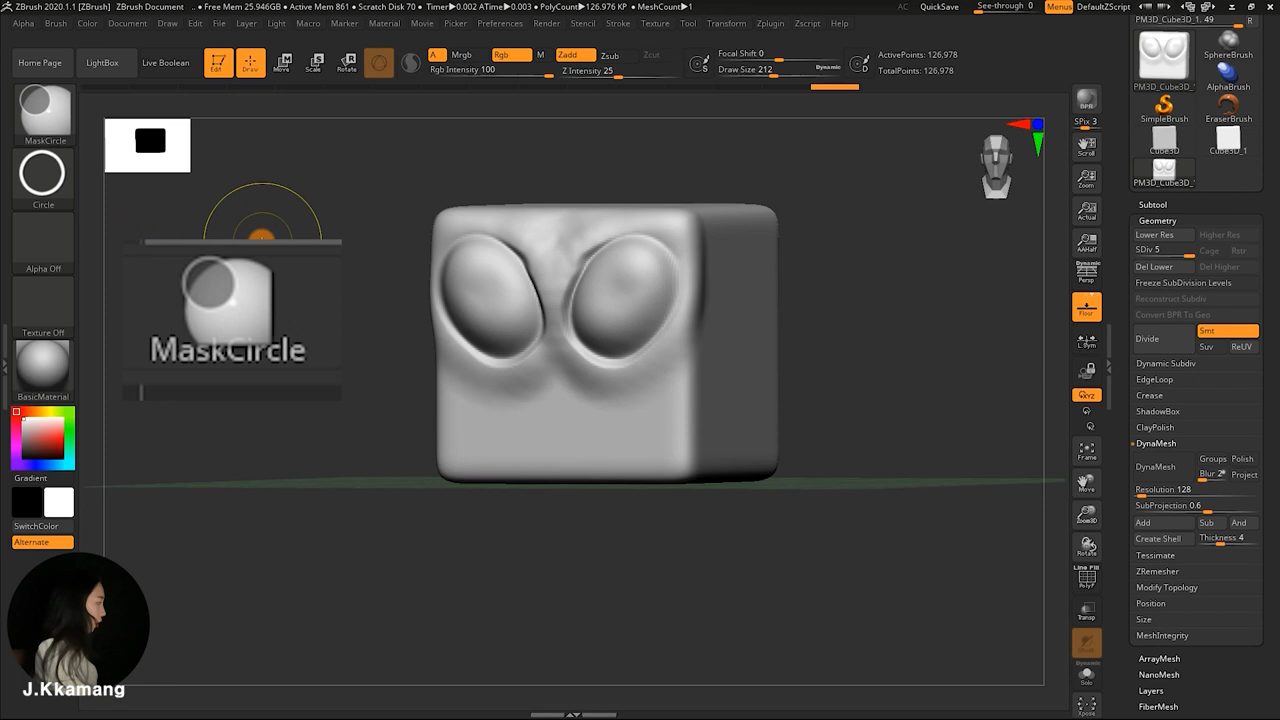 ZBrush 2020.1.1 [ZBrush] ZBrush Document .. • Free Mem 25.946GB • Active Mem 861 • Scratch Disk 70 • Timer▶0.002 ATime▶0.003 • PolyCount▶126.976 KP • MeshCount▶1
AC QuickSave See-through 0 Menus DefaultZScript
Alpha Brush Color Document Draw Edit File Layer Light Macro Marker Material Movie Picker Preferences Render Stencil Stroke Texture Tool Transform Zplugin Zscript Help
Home Page LightBox Live Boolean
Edit Draw Move Scale Rotate
A Mrgb Rgb M Zadd Zsub Zcut
Rgb Intensity 100 Z Intensity 25
Focal Shift 0
Draw Size 212 Dynamic
S D
ActivePoints: 126,978
TotalPoints: 126,978
MaskCircle
Circle
Alpha Off
Texture Off
BasicMaterial
Gradient
SwitchColor
Alternate
MaskCircle
J.Kkamang
BPR
SPix 3
Scroll
Zoom
Actual
AAHalf
Dynamic
Persp
Floor
L.Sym
xyz
Frame
Move
Zoom3D
Rotate
Line Fill
PolyF
Transp
Dynamic
Solo
Xpose
PM3D_Cube3D_1. 49 R
PM3D_Cube3D_
SphereBrush
AlphaBrush
SimpleBrush EraserBrush
Cube3D Cube3D_1
PM3D_Cube3D_
Subtool
Geometry
Lower Res Higher Res
SDiv 5 Cage Rstr
Del Lower Del Higher
Freeze SubDivision Levels
Reconstruct Subdiv
Convert BPR To Geo
Divide Smt
Suv ReUV
Dynamic Subdiv
EdgeLoop
Crease
ShadowBox
ClayPolish
DynaMesh
DynaMesh Groups Polish
Blur 2 Project
Resolution 128
SubProjection 0.6
Add Sub And
Create Shell Thickness 4
Tessimate
ZRemesher
Modify Topology
Position
Size
MeshIntegrity
ArrayMesh
NanoMesh
Layers
FiberMesh